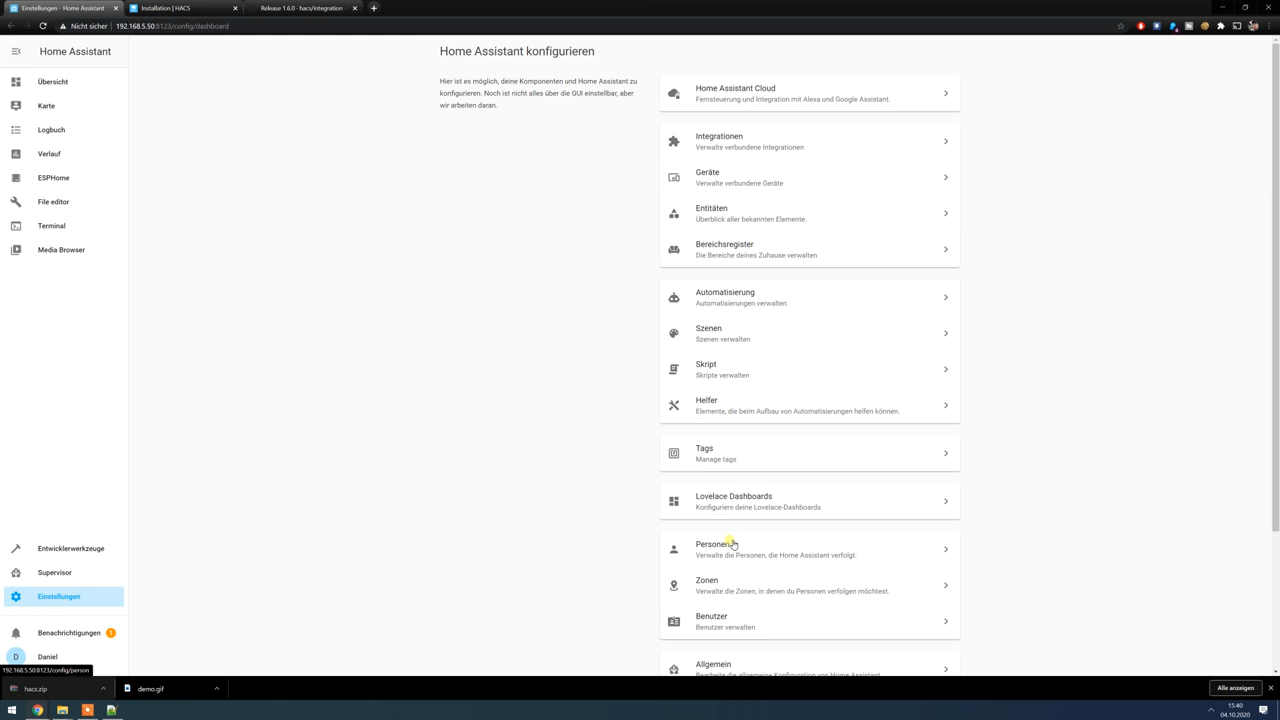 Einstellungen - Home Assistant
Installation | HACS
Release 1.6.0 · hacs/integration
Nicht sicher | 192.168.5.50:8123/config/dashboard
Home Assistant
Übersicht
Karte
Logbuch
Verlauf
ESPHome
File editor
Terminal
Media Browser
Entwicklerwerkzeuge
Supervisor
Einstellungen
Benachrichtigungen 1
D Daniel
192.168.5.50:8123/config/person
Home Assistant konfigurieren
Hier ist es möglich, deine Komponenten und Home Assistant zu
konfigurieren. Noch ist nicht alles über die GUI einstellbar, aber
wir arbeiten daran.
Home Assistant Cloud
Fernsteuerung und Integration mit Alexa und Google Assistant.
Integrationen
Verwalte verbundene Integrationen
Geräte
Verwalte verbundene Geräte
Entitäten
Überblick aller bekannten Elemente.
Bereichsregister
Die Bereiche deines Zuhause verwalten
Automatisierung
Automatisierungen verwalten
Szenen
Szenen verwalten
Skript
Skripte verwalten
Helfer
Elemente, die beim Aufbau von Automatisierungen helfen können.
Tags
Manage tags
Lovelace Dashboards
Konfiguriere deine Lovelace-Dashboards
Personen
Verwalte die Personen, die Home Assistant verfolgt.
Zonen
Verwalte die Zonen, in denen du Personen verfolgen möchtest.
Benutzer
Benutzer verwalten
Allgemein
Bearbeite die allgemeine Konfiguration von Home Assistant
hacs.zip
demo.gif
Alle anzeigen
15:40
04.10.2020